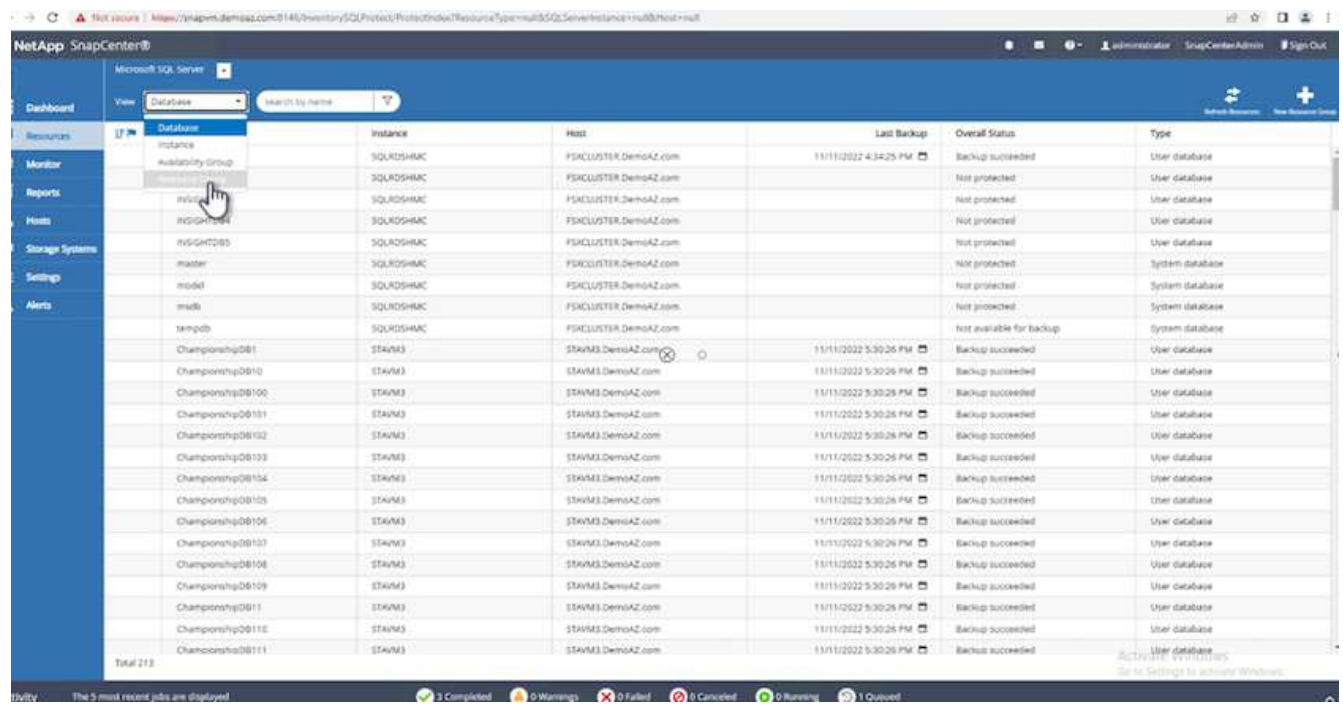 Not secure https://snapvm.demoaz.com:8146/InventorySQLProtect/ProtectIndex?ResourceType=null&SQLServerInstance=null&Host=null
NetApp SnapCenter®
administrator SnapCenterAdmin Sign Out
Microsoft SQL Server
View Database search by name
Refresh Resources New Resource Group
Dashboard
Resources
Monitor
Reports
Hosts
Storage Systems
Settings
Alerts
Database
Instance
Availability Group
Instance Host Last Backup Overall Status Type
SQLRDSHMC FSXCLUSTER.DemoAZ.com 11/11/2022 4:34:25 PM Backup succeeded User database
SQLRDSHMC FSXCLUSTER.DemoAZ.com Not protected User database
SQLRDSHMC FSXCLUSTER.DemoAZ.com Not protected User database
INSIGHTDB4 SQLRDSHMC FSXCLUSTER.DemoAZ.com Not protected User database
INSIGHTDB5 SQLRDSHMC FSXCLUSTER.DemoAZ.com Not protected User database
master SQLRDSHMC FSXCLUSTER.DemoAZ.com Not protected System database
model SQLRDSHMC FSXCLUSTER.DemoAZ.com Not protected System database
msdb SQLRDSHMC FSXCLUSTER.DemoAZ.com Not protected System database
tempdb SQLRDSHMC FSXCLUSTER.DemoAZ.com Not available for backup System database
ChampionshipDB1 STAVM3 STAVM3.DemoAZ.com 11/11/2022 5:30:26 PM Backup succeeded User database
ChampionshipDB10 STAVM3 STAVM3.DemoAZ.com 11/11/2022 5:30:26 PM Backup succeeded User database
ChampionshipDB100 STAVM3 STAVM3.DemoAZ.com 11/11/2022 5:30:26 PM Backup succeeded User database
ChampionshipDB101 STAVM3 STAVM3.DemoAZ.com 11/11/2022 5:30:26 PM Backup succeeded User database
ChampionshipDB102 STAVM3 STAVM3.DemoAZ.com 11/11/2022 5:30:26 PM Backup succeeded User database
ChampionshipDB103 STAVM3 STAVM3.DemoAZ.com 11/11/2022 5:30:26 PM Backup succeeded User database
ChampionshipDB104 STAVM3 STAVM3.DemoAZ.com 11/11/2022 5:30:26 PM Backup succeeded User database
ChampionshipDB105 STAVM3 STAVM3.DemoAZ.com 11/11/2022 5:30:26 PM Backup succeeded User database
ChampionshipDB106 STAVM3 STAVM3.DemoAZ.com 11/11/2022 5:30:26 PM Backup succeeded User database
ChampionshipDB107 STAVM3 STAVM3.DemoAZ.com 11/11/2022 5:30:26 PM Backup succeeded User database
ChampionshipDB108 STAVM3 STAVM3.DemoAZ.com 11/11/2022 5:30:26 PM Backup succeeded User database
ChampionshipDB109 STAVM3 STAVM3.DemoAZ.com 11/11/2022 5:30:26 PM Backup succeeded User database
ChampionshipDB11 STAVM3 STAVM3.DemoAZ.com 11/11/2022 5:30:26 PM Backup succeeded User database
ChampionshipDB110 STAVM3 STAVM3.DemoAZ.com 11/11/2022 5:30:26 PM Backup succeeded User database
ChampionshipDB111 STAVM3 STAVM3.DemoAZ.com 11/11/2022 5:30:26 PM Backup succeeded User database
Total 213
Activate Windows
Go to Settings to activate Windows.
tivity The 5 most recent jobs are displayed 3 Completed 0 Warnings 0 Failed 0 Canceled 0 Running 1 Queued